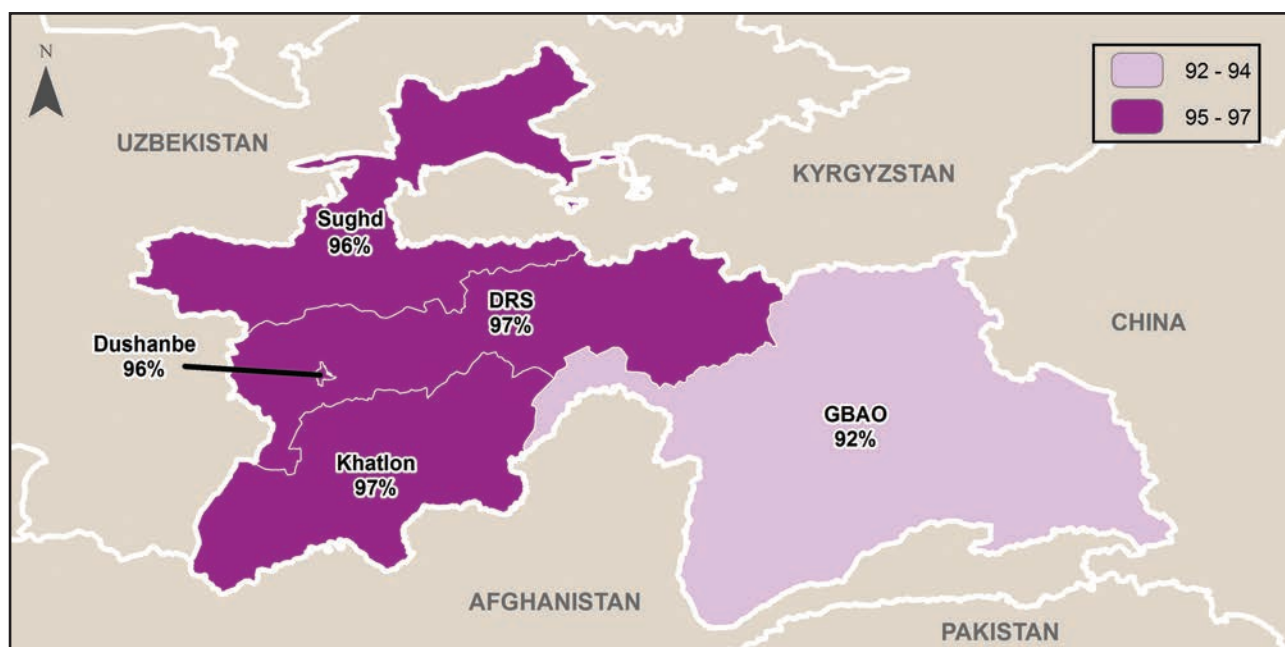 N
92 - 94
95 - 97
UZBEKISTAN
KYRGYZSTAN
Sughd
96%
DRS
97%
CHINA
Dushanbe
96%
GBAO
92%
Khatlon
97%
AFGHANISTAN
PAKISTAN